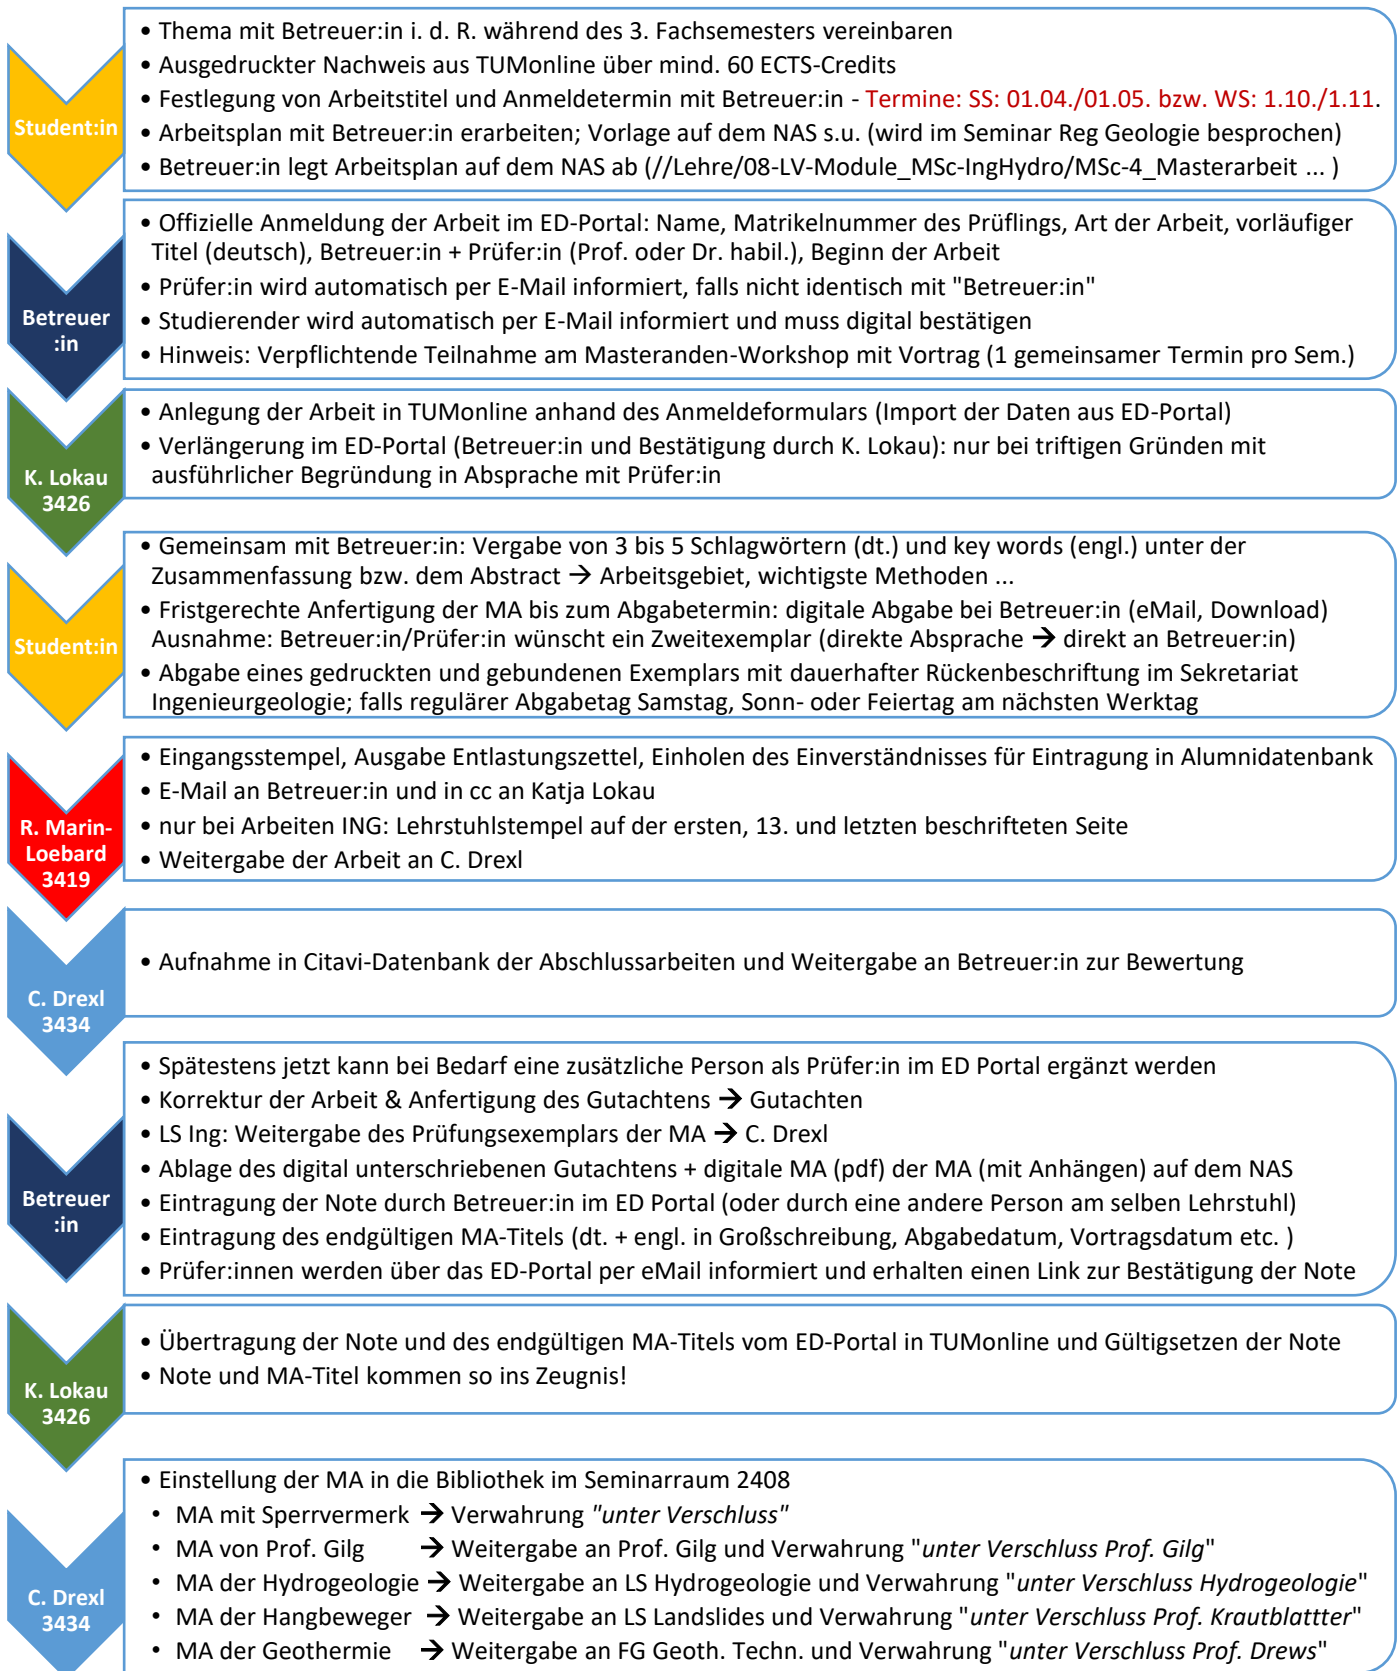 Student:in
• Thema mit Betreuer:in i. d. R. während des 3. Fachsemesters vereinbaren
• Ausgedruckter Nachweis aus TUMonline über mind. 60 ECTS-Credits
• Festlegung von Arbeitstitel und Anmeldetermin mit Betreuer:in - Termine: SS: 01.04./01.05. bzw. WS: 1.10./1.11.
• Arbeitsplan mit Betreuer:in erarbeiten; Vorlage auf dem NAS s.u. (wird im Seminar Reg Geologie besprochen)
• Betreuer:in legt Arbeitsplan auf dem NAS ab (//Lehre/08-LV-Module_MSc-IngHydro/MSc-4_Masterarbeit ... )
Betreuer
:in
• Offizielle Anmeldung der Arbeit im ED-Portal: Name, Matrikelnummer des Prüflings, Art der Arbeit, vorläufiger
Titel (deutsch), Betreuer:in + Prüfer:in (Prof. oder Dr. habil.), Beginn der Arbeit
• Prüfer:in wird automatisch per E-Mail informiert, falls nicht identisch mit "Betreuer:in"
• Studierender wird automatisch per E-Mail informiert und muss digital bestätigen
• Hinweis: Verpflichtende Teilnahme am Masteranden-Workshop mit Vortrag (1 gemeinsamer Termin pro Sem.)
K. Lokau
3426
• Anlegung der Arbeit in TUMonline anhand des Anmeldeformulars (Import der Daten aus ED-Portal)
• Verlängerung im ED-Portal (Betreuer:in und Bestätigung durch K. Lokau): nur bei triftigen Gründen mit
ausführlicher Begründung in Absprache mit Prüfer:in
Student:in
• Gemeinsam mit Betreuer:in: Vergabe von 3 bis 5 Schlagwörtern (dt.) und key words (engl.) unter der
Zusammenfassung bzw. dem Abstract → Arbeitsgebiet, wichtigste Methoden ...
• Fristgerechte Anfertigung der MA bis zum Abgabetermin: digitale Abgabe bei Betreuer:in (eMail, Download)
Ausnahme: Betreuer:in/Prüfer:in wünscht ein Zweitexemplar (direkte Absprache → direkt an Betreuer:in)
• Abgabe eines gedruckten und gebundenen Exemplars mit dauerhafter Rückenbeschriftung im Sekretariat
Ingenieurgeologie; falls regulärer Abgabetag Samstag, Sonn- oder Feiertag am nächsten Werktag
R. Marin-
Loebard
3419
• Eingangsstempel, Ausgabe Entlastungszettel, Einholen des Einverständnisses für Eintragung in Alumnidatenbank
• E-Mail an Betreuer:in und in cc an Katja Lokau
• nur bei Arbeiten ING: Lehrstuhlstempel auf der ersten, 13. und letzten beschrifteten Seite
• Weitergabe der Arbeit an C. Drexl
C. Drexl
3434
• Aufnahme in Citavi-Datenbank der Abschlussarbeiten und Weitergabe an Betreuer:in zur Bewertung
Betreuer
:in
• Spätestens jetzt kann bei Bedarf eine zusätzliche Person als Prüfer:in im ED Portal ergänzt werden
• Korrektur der Arbeit & Anfertigung des Gutachtens → Gutachten
• LS Ing: Weitergabe des Prüfungsexemplars der MA → C. Drexl
• Ablage des digital unterschriebenen Gutachtens + digitale MA (pdf) der MA (mit Anhängen) auf dem NAS
• Eintragung der Note durch Betreuer:in im ED Portal (oder durch eine andere Person am selben Lehrstuhl)
• Eintragung des endgültigen MA-Titels (dt. + engl. in Großschreibung, Abgabedatum, Vortragsdatum etc. )
• Prüfer:innen werden über das ED-Portal per eMail informiert und erhalten einen Link zur Bestätigung der Note
K. Lokau
3426
• Übertragung der Note und des endgültigen MA-Titels vom ED-Portal in TUMonline und Gültigsetzen der Note
• Note und MA-Titel kommen so ins Zeugnis!
C. Drexl
3434
• Einstellung der MA in die Bibliothek im Seminarraum 2408
• MA mit Sperrvermerk → Verwahrung "unter Verschluss"
• MA von Prof. Gilg → Weitergabe an Prof. Gilg und Verwahrung "unter Verschluss Prof. Gilg"
• MA der Hydrogeologie → Weitergabe an LS Hydrogeologie und Verwahrung "unter Verschluss Hydrogeologie"
• MA der Hangbeweger → Weitergabe an LS Landslides und Verwahrung "unter Verschluss Prof. Krautblattter"
• MA der Geothermie → Weitergabe an FG Geoth. Techn. und Verwahrung "unter Verschluss Prof. Drews"